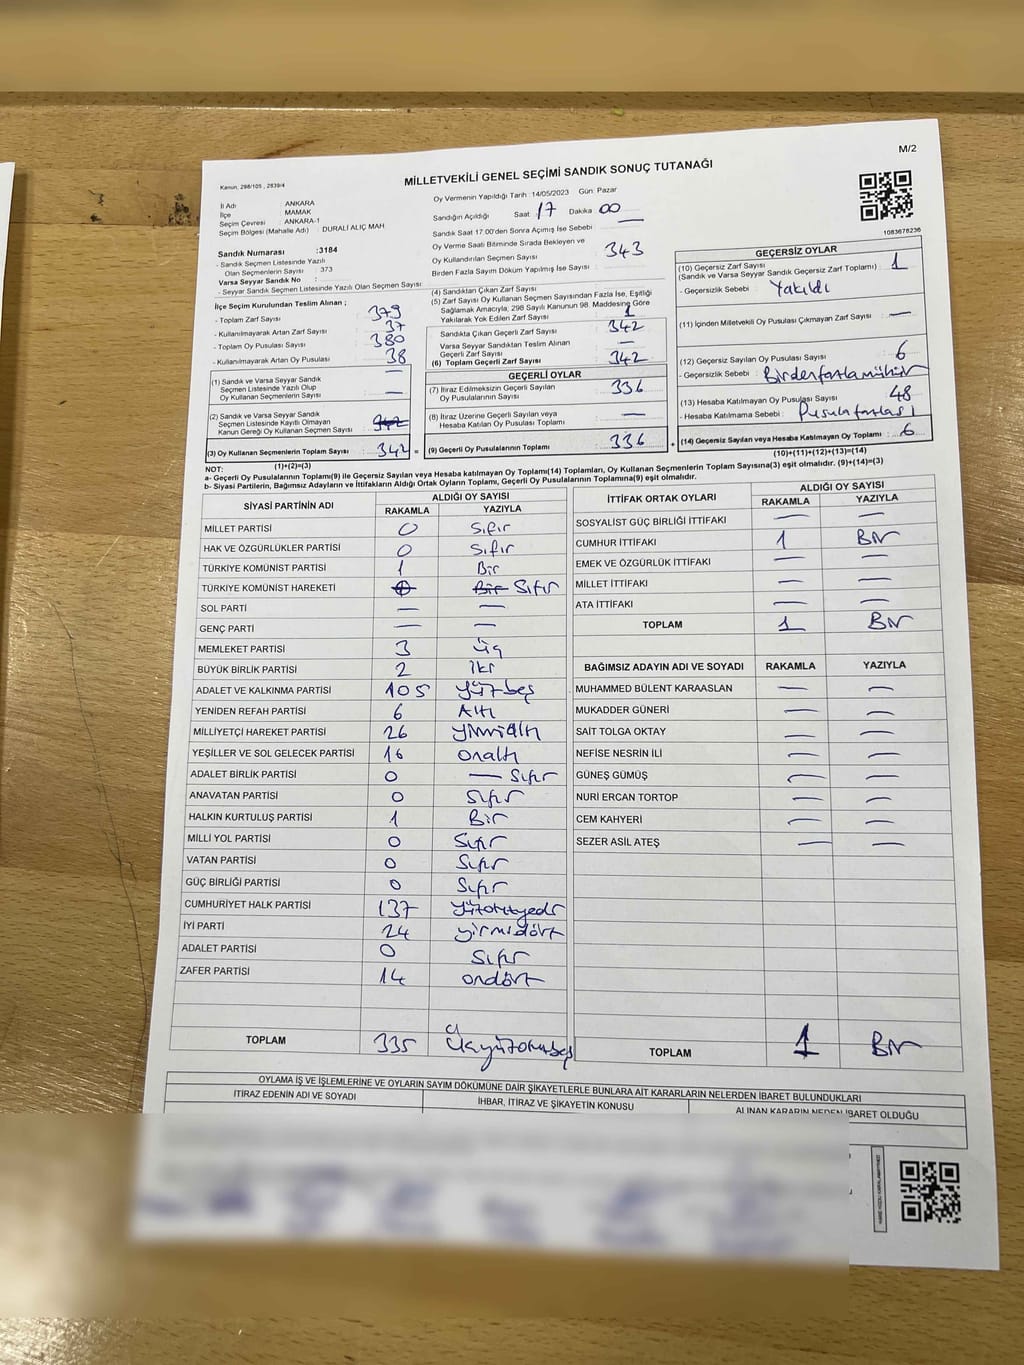 M/2
MİLLETVEKİLİ GENEL SEÇİMİ SANDIK SONUÇ TUTANAĞI
Kanun, 298/105 , 2839/4
İl Adı ANKARA
İlçe MAMAK
Seçim Çevresi ANKARA-1
Seçim Bölgesi (Mahalle Adı) : DURALİ ALIÇ MAH
Sandık Numarası :3184
- Sandık Seçmen Listesinde Yazılı
Olan Seçmenlerin Sayısı : 373
Varsa Seyyar Sandık No :
- Seyyar Sandık Seçmen Listesinde Yazılı Olan Seçmen Sayısı :
İlçe Seçim Kurulundan Teslim Alınan ;
- Toplam Zarf Sayısı 379
- Kullanılmayarak Artan Zarf Sayısı 37
- Toplam Oy Pusulası Sayısı 380
- Kullanılmayarak Artan Oy Pusulası 38
(1) Sandık ve Varsa Seyyar Sandık
Seçmen Listesinde Yazılı Olup
Oy Kullanan Seçmenlerin Sayısı : —
(2) Sandık ve Varsa Seyyar Sandık
Seçmen Listesinde Kayıtlı Olmayan
Kanun Gereği Oy Kullanan Seçmen Sayısı : 342
(3) Oy Kullanan Seçmenlerin Toplam Sayısı : 342 =
(1)+(2)=(3)
Oy Vermenin Yapıldığı Tarih : 14/05/2023 Gün: Pazar
Sandığın Açıldığı Saat : 17 Dakika 00
Sandık Saat 17.00'den Sonra Açımış İse Sebebi —
Oy Verme Saati Bitiminde Sırada Bekleyen ve
Oy Kullandırılan Seçmen Sayısı : 343
Birden Fazla Sayım Döküm Yapılmış İse Sayısı :
(4) Sandıktan Çıkan Zarf Sayısı
(5) Zarf Sayısı Oy Kullanan Seçmen Sayısından Fazla İse, Eşitliği
Sağlamak Amacıyla, 298 Sayılı Kanunun 98. Maddesine Göre
Yakılarak Yok Edilen Zarf Sayısı : 1
Sandıkta Çıkan Geçerli Zarf Sayısı : 342
Varsa Seyyar Sandıktan Teslim Alınan
Geçerli Zarf Sayısı : —
(6) Toplam Geçerli Zarf Sayısı : 342
GEÇERLİ OYLAR
(7) İtiraz Edilmeksizin Geçerli Sayılan
Oy Pusulalarının Sayısı : 336
(8) İtiraz Üzerine Geçerli Sayılan veya
Hesaba Katılan Oy Pusulası Toplamı : —
(9) Geçerli Oy Pusulalarının Toplamı : 336 +
1083678236
GEÇERSİZ OYLAR
(10) Geçersiz Zarf Sayısı
(Sandık ve Varsa Seyyar Sandık Geçersiz Zarf Toplamı) : 1
- Geçersizlik Sebebi : Yakıldı
(11) İçinden Milletvekili Oy Pusulası Çıkmayan Zarf Sayısı : —
(12) Geçersiz Sayılan Oy Pusulası Sayısı : 6
- Geçersizlik Sebebi : Birden fazla mühür
(13) Hesaba Katılmayan Oy Pusulası Sayısı : 48
- Hesaba Katılmama Sebebi : Pusula fazlası
(14) Geçersiz Sayılan veya Hesaba Katılmayan Oy Toplamı : 6
(10)+(11)+(12)+(13)=(14)
NOT:
a- Geçerli Oy Pusulalarının Toplamı(9) ile Geçersiz Sayılan veya Hesaba katılmayan Oy Toplamı(14) Toplamları, Oy Kullanan Seçmenlerin Toplam Sayısına(3) eşit olmalıdır. (9)+(14)=(3)
b- Siyasi Partilerin, Bağımsız Adayların ve İttifakların Aldığı Ortak Oyların Toplamı, Geçerli Oy Pusulalarının Toplamına(9) eşit olmalıdır.
SİYASİ PARTİNİN ADI ALDIĞI OY SAYISI
RAKAMLA YAZIYLA
MİLLET PARTİSİ 0 Sıfır
HAK VE ÖZGÜRLÜKLER PARTİSİ 0 Sıfır
TÜRKİYE KOMÜNİST PARTİSİ 1 Bir
TÜRKİYE KOMÜNİST HAREKETİ 0 Bir Sıfır
SOL PARTİ — —
GENÇ PARTİ — —
MEMLEKET PARTİSİ 3 üç
BÜYÜK BİRLİK PARTİSİ 2 iki
ADALET VE KALKINMA PARTİSİ 105 yüzbeş
YENİDEN REFAH PARTİSİ 6 Altı
MİLLİYETÇİ HAREKET PARTİSİ 26 yirmialtı
YEŞİLLER VE SOL GELECEK PARTİSİ 16 onaltı
ADALET BİRLİK PARTİSİ 0 — Sıfır
ANAVATAN PARTİSİ 0 Sıfır
HALKIN KURTULUŞ PARTİSİ 1 Bir
MİLLİ YOL PARTİSİ 0 Sıfır
VATAN PARTİSİ 0 Sıfır
GÜÇ BİRLİĞİ PARTİSİ 0 Sıfır
CUMHURİYET HALK PARTİSİ 137 yüzotuzyedi
İYİ PARTİ 24 yirmidört
ADALET PARTİSİ 0 Sıfır
ZAFER PARTİSİ 14 ondört
TOPLAM 335 Üçyüzotuzbeş
İTTİFAK ORTAK OYLARI ALDIĞI OY SAYISI
RAKAMLA YAZIYLA
SOSYALİST GÜÇ BİRLİĞİ İTTİFAKI — —
CUMHUR İTTİFAKI 1 Bir
EMEK VE ÖZGÜRLÜK İTTİFAKI — —
MİLLET İTTİFAKI — —
ATA İTTİFAKI — —
TOPLAM 1 Bir
BAĞIMSIZ ADAYIN ADI VE SOYADI RAKAMLA YAZIYLA
MUHAMMED BÜLENT KARAASLAN — —
MUKADDER GÜNERİ — —
SAİT TOLGA OKTAY — —
NEFİSE NESRİN İLİ — —
GÜNEŞ GÜMÜŞ — —
NURİ ERCAN TORTOP — —
CEM KAHYERİ — —
SEZER ASİL ATEŞ — —
TOPLAM 1 Bir
OYLAMA İŞ VE İŞLEMLERİNE VE OYLARIN SAYIM DÖKÜMÜNE DAİR ŞİKAYETLERLE BUNLARA AİT KARARLARIN NELERDEN İBARET BULUNDUKLARI
İTİRAZ EDENİN ADI VE SOYADI İHBAR, İTİRAZ VE ŞİKAYETİN KONUSU ALINAN KARARIN NEDEN İBARET OLDUĞU